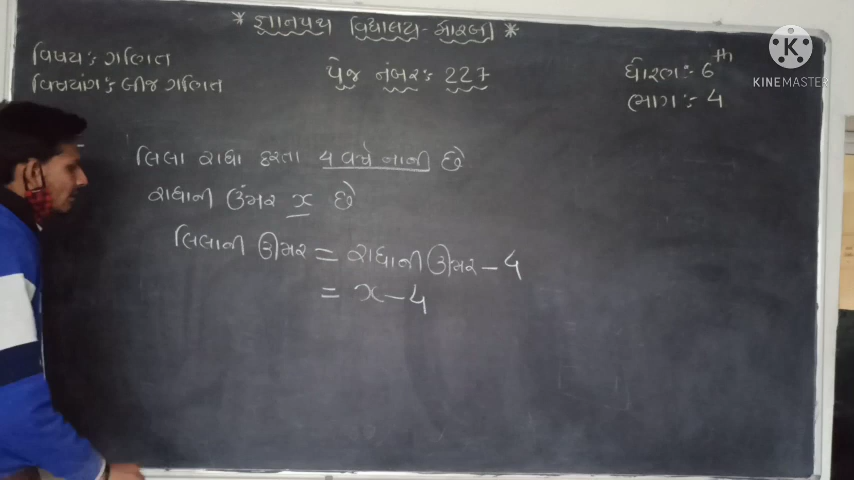 * જ્ઞાનપથ વિદ્યાલય - મોરબી *
વિષય : ગણિત
વિષયાંગ : બીજ ગણિત
પેજ નંબર : 227
ધોરણ : 6th
ભાગ : 4
KINEMASTER
લિલા રાધા કરતા 4 વર્ષ નાની છે
રાધાની ઉંમર x છે
લિલાની ઊંમર = રાધાની ઊંમર - 4
= x - 4